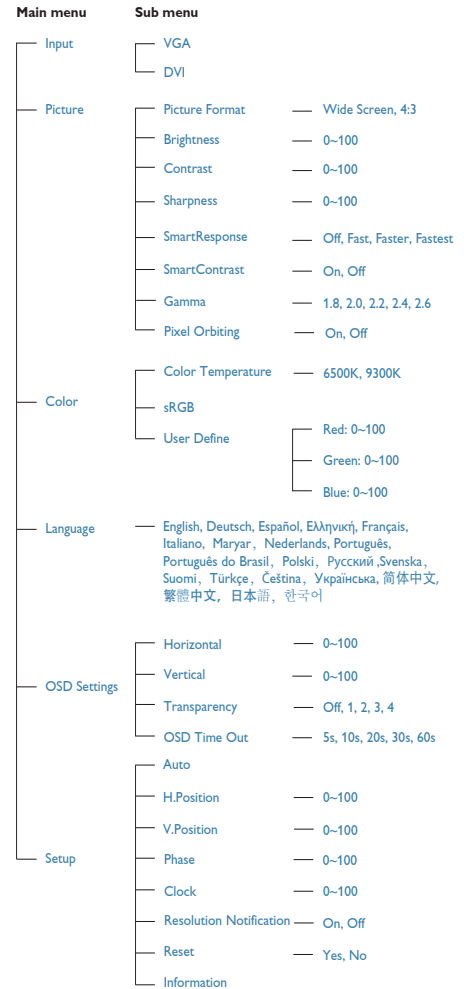 Main menu Sub menu
Input VGA
DVI
Picture Picture Format Wide Screen, 4:3
Brightness 0~100
Contrast 0~100
Sharpness 0~100
SmartResponse Off, Fast, Faster, Fastest
SmartContrast On, Off
Gamma 1.8, 2.0, 2.2, 2.4, 2.6
Pixel Orbiting On, Off
Color Temperature 6500K, 9300K
Color sRGB
User Define Red: 0~100
Green: 0~100
Blue: 0~100
Language English, Deutsch, Español, Ελληνική, Français,
Italiano, Maryar, Nederlands, Português,
Português do Brasil, Polski, Русский ,Svenska,
Suomi, Türkçe, Čeština, Українська, 简体中文,
繁體中文, 日本語, 한국어
Horizontal 0~100
Vertical 0~100
OSD Settings
Transparency Off, 1, 2, 3, 4
OSD Time Out 5s, 10s, 20s, 30s, 60s
Auto
H.Position 0~100
V.Position 0~100
Setup Phase 0~100
Clock 0~100
Resolution Notification On, Off
Reset Yes, No
Information